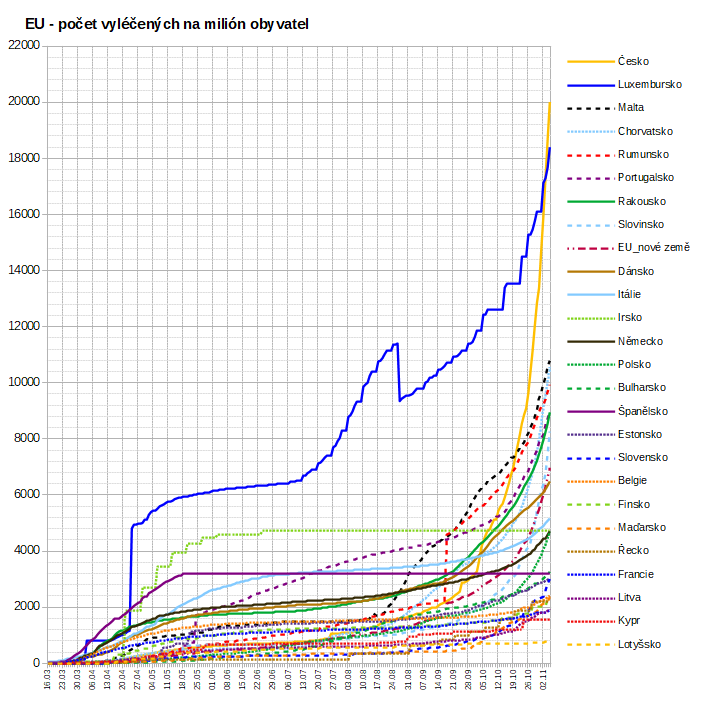 EU - počet vyléčených na milión obyvatel
22000
20000
18000
16000
14000
12000
10000
8000
6000
4000
2000
0
16.03
23.03
30.03
06.04
13.04
20.04
27.04
04.05
11.05
18.05
25.05
01.06
08.06
15.06
22.06
29.06
06.07
13.07
20.07
27.07
03.08
10.08
17.08
24.08
31.08
07.09
14.09
21.09
28.09
05.10
12.10
19.10
26.10
02.11
Česko
Luxembursko
Malta
Chorvatsko
Rumunsko
Portugalsko
Rakousko
Slovinsko
EU_nové země
Dánsko
Itálie
Irsko
Německo
Polsko
Bulharsko
Španělsko
Estonsko
Slovensko
Belgie
Finsko
Maďarsko
Řecko
Francie
Litva
Kypr
Lotyšsko